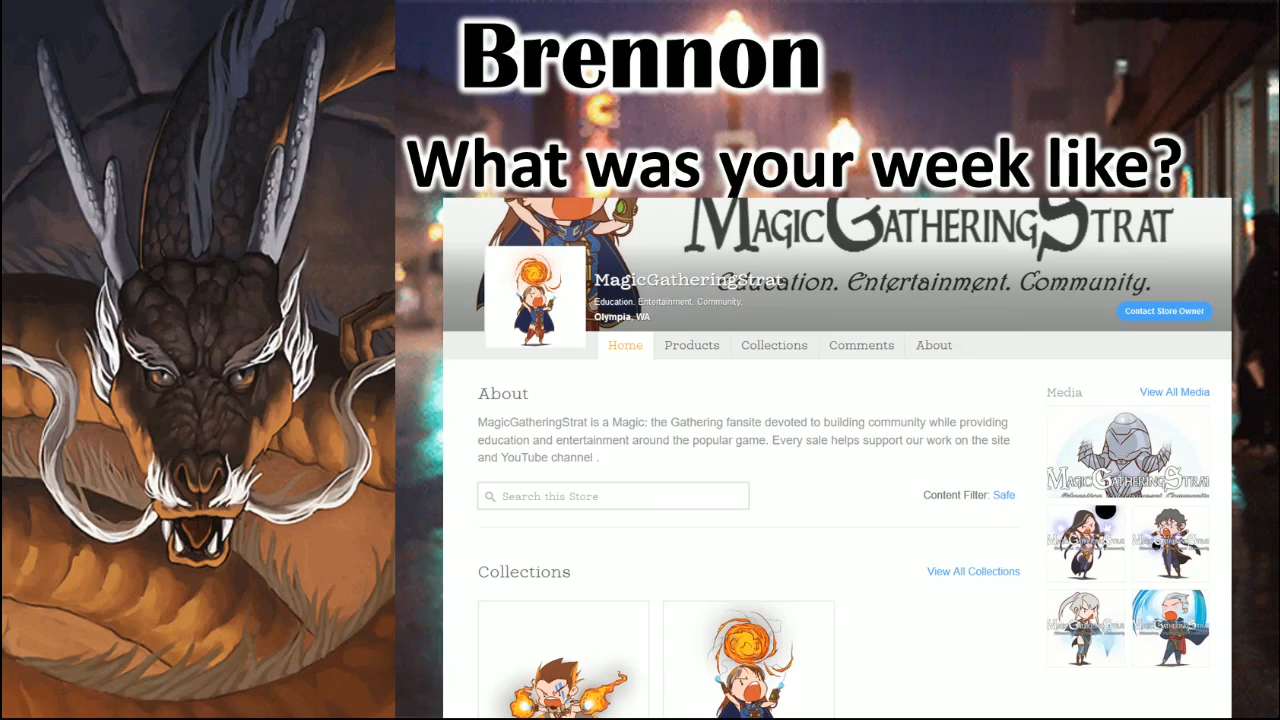 Brennon
What was your week like?
MAGICGATHERINGSTRAT
Education. Entertainment. Community.
MagicGatheringStrat
Education. Entertainment. Community.
Olympia, WA
Contact Store Owner
Home Products Collections Comments About
About
MagicGatheringStrat is a Magic: the Gathering fansite devoted to building community while providing
education and entertainment around the popular game. Every sale helps support our work on the site
and YouTube channel .
Search this Store
Content Filter: Safe
Collections
View All Collections
Media
View All Media
MAGICGATHERINGSTRAT